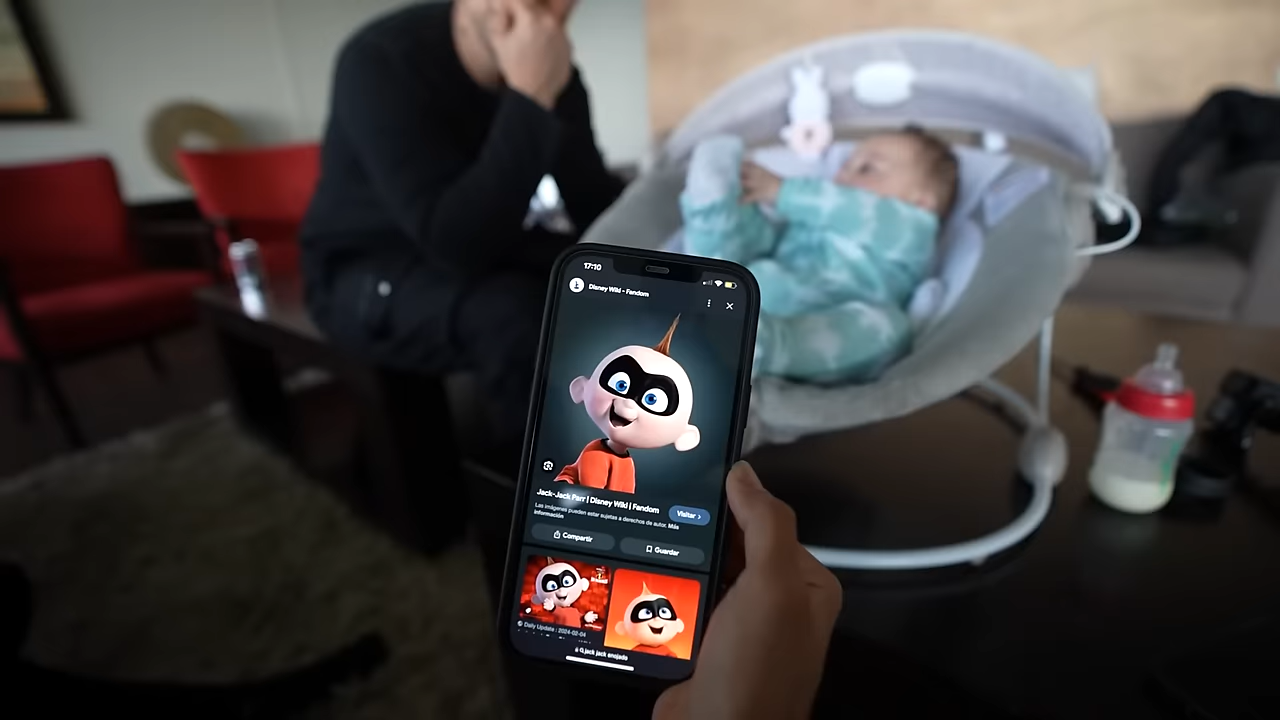 17:10
Disney Wiki - Fandom
Jack-Jack Parr | Disney Wiki | Fandom
Visitar >
Las imágenes pueden estar sujetas a derechos de autor. Más
información
Compartir
Guardar
Daily Update : 2024-02-04
jack jack enojado